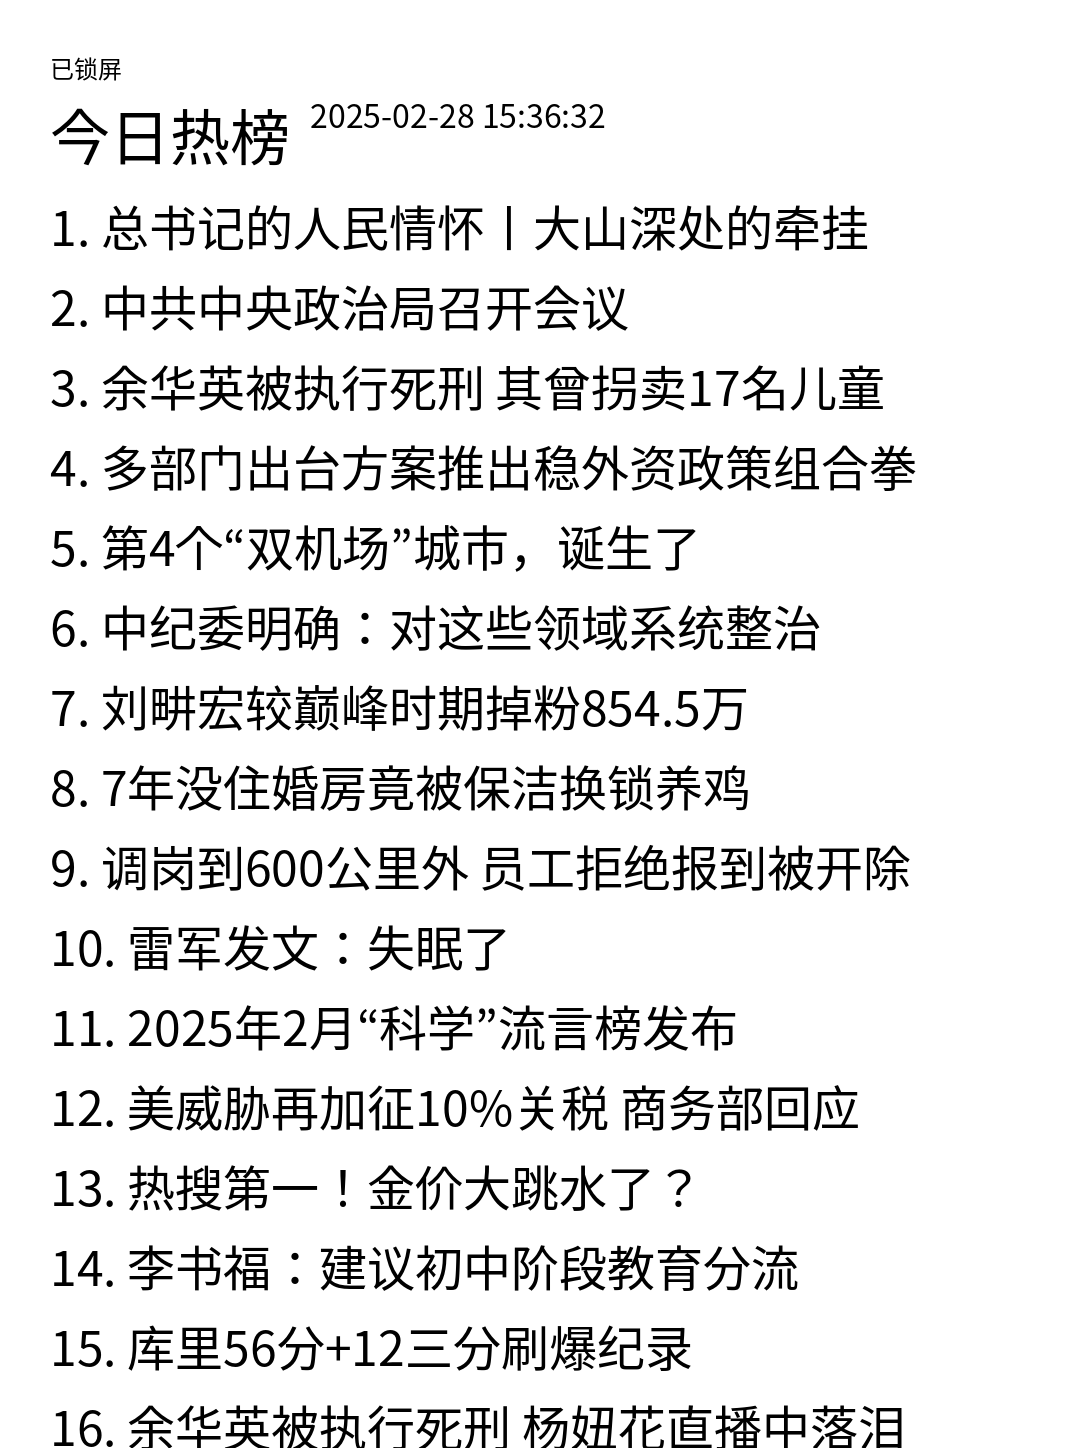 已锁屏
今日热榜 2025-02-28 15:36:32
1. 总书记的人民情怀丨大山深处的牵挂
2. 中共中央政治局召开会议
3. 余华英被执行死刑 其曾拐卖17名儿童
4. 多部门出台方案推出稳外资政策组合拳
5. 第4个“双机场”城市，诞生了
6. 中纪委明确：对这些领域系统整治
7. 刘畊宏较巅峰时期掉粉854.5万
8. 7年没住婚房竟被保洁换锁养鸡
9. 调岗到600公里外 员工拒绝报到被开除
10. 雷军发文：失眠了
11. 2025年2月“科学”流言榜发布
12. 美威胁再加征10%关税 商务部回应
13. 热搜第一！金价大跳水了？
14. 李书福：建议初中阶段教育分流
15. 库里56分+12三分刷爆纪录
16. 余华英被执行死刑 杨妞花直播中落泪